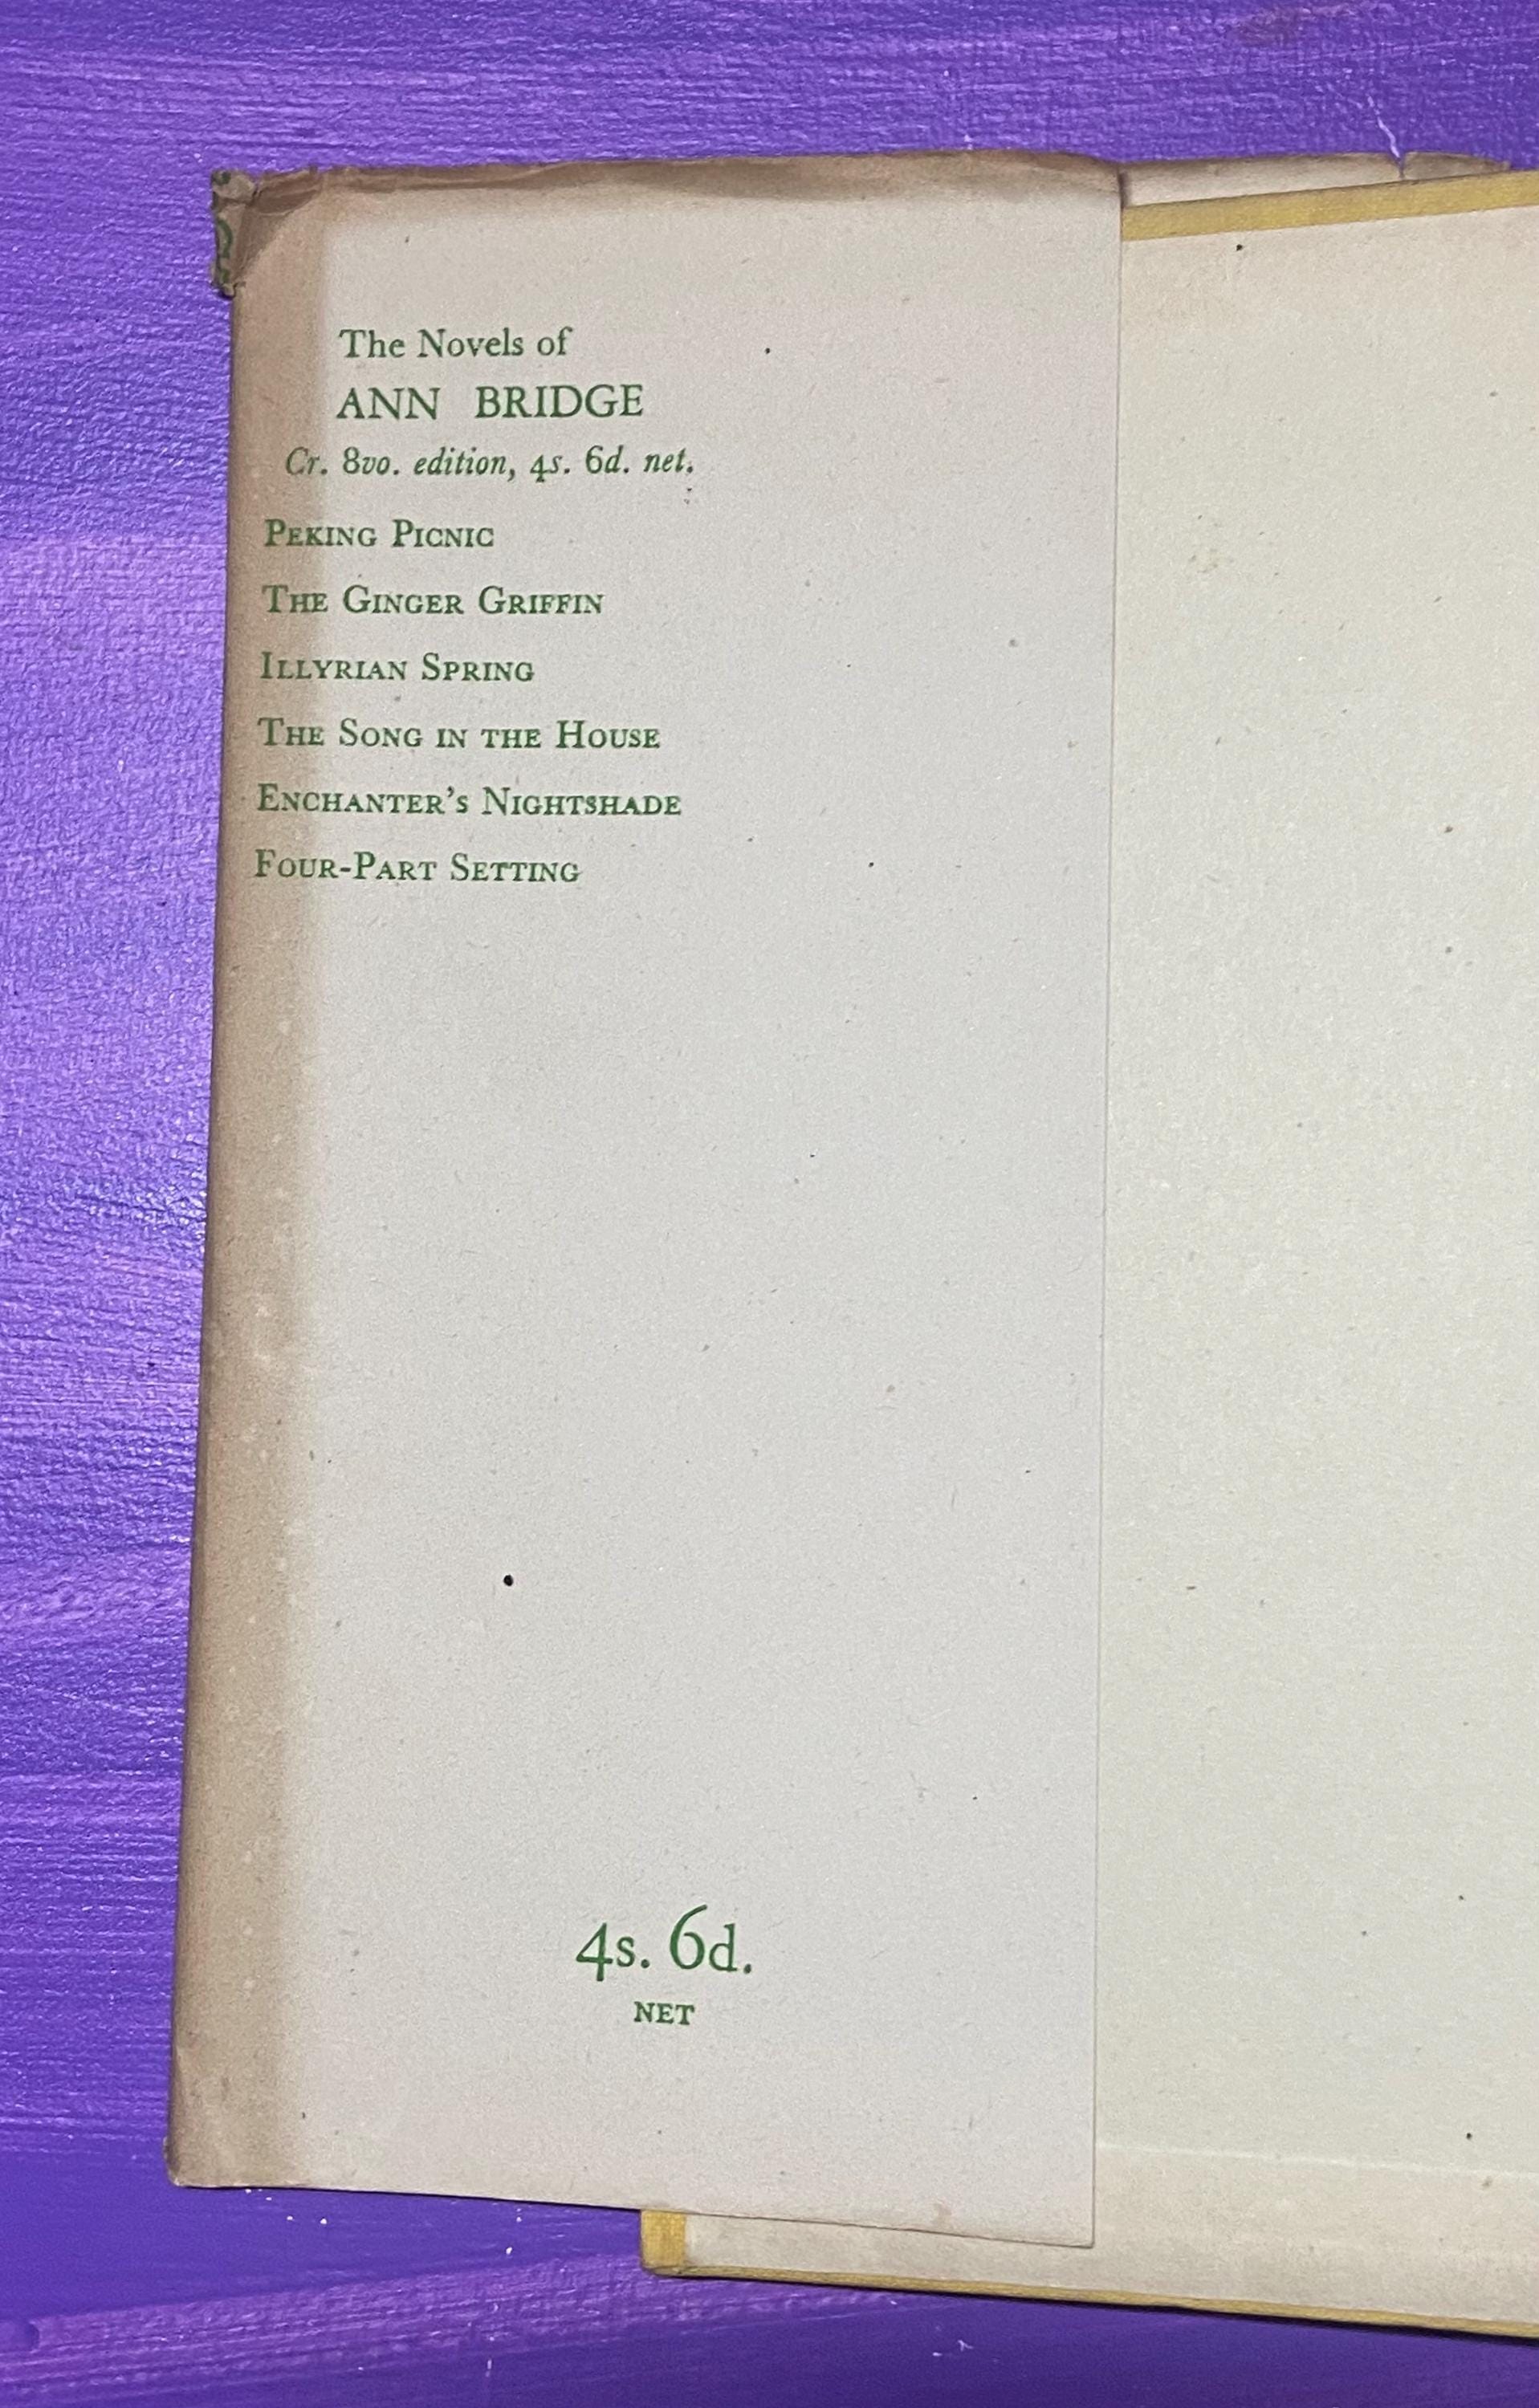 The Novels of
ANN BRIDGE
Cr. 8vo. edition, 4s. 6d. net.
PEKING PICNIC
THE GINGER GRIFFIN
ILLYRIAN SPRING
THE SONG IN THE HOUSE
ENCHANTER'S NIGHTSHADE
FOUR-PART SETTING
4s. 6d.
NET